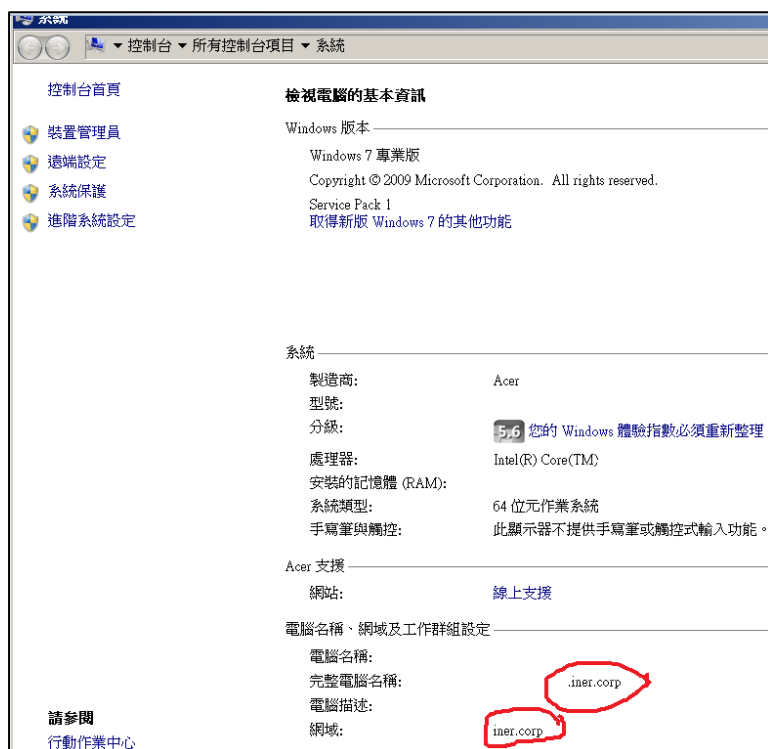 系統
控制台 ▼ 所有控制台項目 ▼ 系統
控制台首頁
裝置管理員
遠端設定
系統保護
進階系統設定
請參閱
行動作業中心
檢視電腦的基本資訊
Windows 版本
Windows 7 專業版
Copyright © 2009 Microsoft Corporation. All rights reserved.
Service Pack 1
取得新版 Windows 7 的其他功能
系統
製造商: Acer
型號:
分級: 5,6 您的 Windows 體驗指數必須重新整理
處理器: Intel(R) Core(TM)
安裝的記憶體 (RAM):
系統類型: 64 位元作業系統
手寫筆與觸控: 此顯示器不提供手寫筆或觸控式輸入功能。
Acer 支援
網站: 線上支援
電腦名稱、網域及工作群組設定
電腦名稱:
完整電腦名稱: .iner.corp
電腦描述:
網域: iner.corp